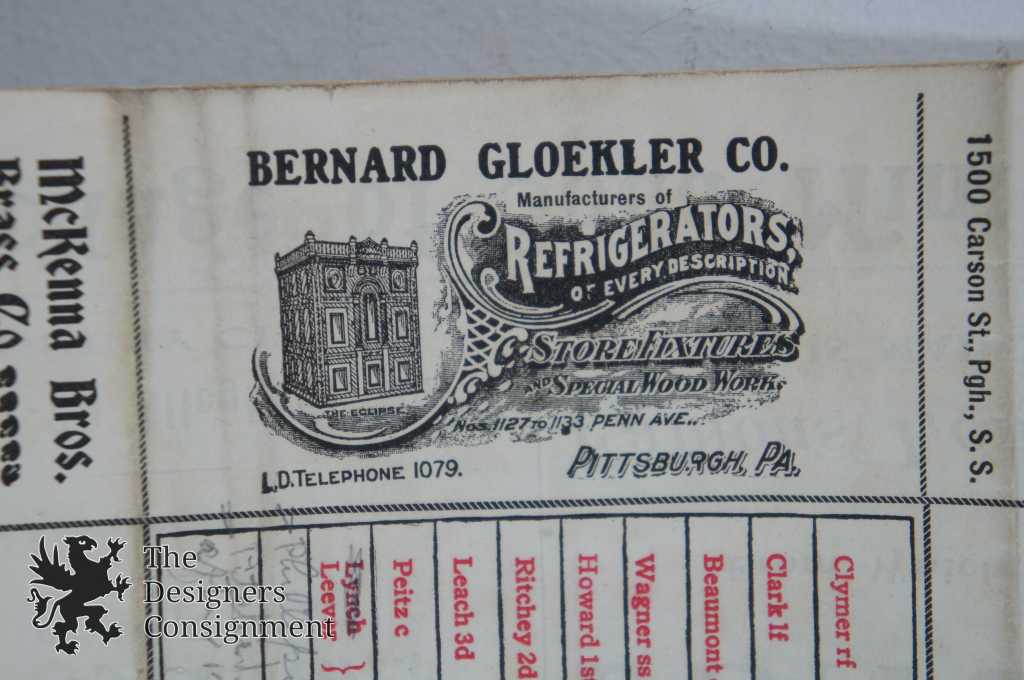 BERNARD GLOEKLER CO.
Manufacturers of
REFRIGERATORS,
OF EVERY DESCRIPTION.
STORE FIXTURES
AND SPECIAL WOOD WORK.
THE ECLIPSE
Nos. 1127 TO 1133 PENN AVE.
L.D. TELEPHONE 1079.
PITTSBURGH, PA.
McKenna Bros.
Brass Co
1500 Carson St., Pgh., S. S.
Clymer rf
Clark lf
Beaumont
Wagner ss
Howard 1s
Ritchey 2d
Leach 3d
Peitz c
Lynch
Leever }
The
Designers
Consignment